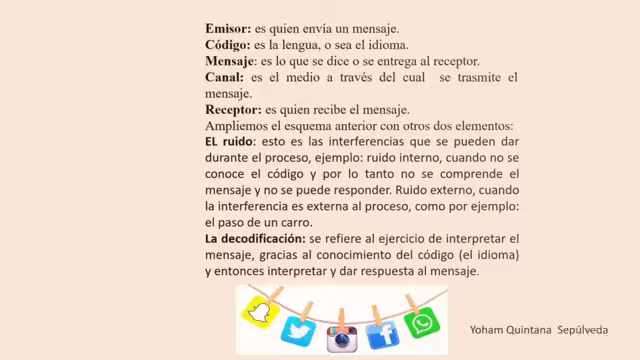 Emisor: es quien envía un mensaje.
Código: es la lengua, o sea el idioma.
Mensaje: es lo que se dice o se entrega al receptor.
Canal: es el medio a través del cual se trasmite el
mensaje.
Receptor: es quien recibe el mensaje.
Ampliemos el esquema anterior con otros dos elementos:
EL ruido: esto es las interferencias que se pueden dar
durante el proceso, ejemplo: ruido interno, cuando no se
conoce el código y por lo tanto no se comprende el
mensaje y no se puede responder. Ruido externo, cuando
la interferencia es externa al proceso, como por ejemplo:
el paso de un carro.
La decodificación: se refiere al ejercicio de interpretar el
mensaje, gracias al conocimiento del código (el idioma)
y entonces interpretar y dar respuesta al mensaje.
Yoham Quintana Sepúlveda